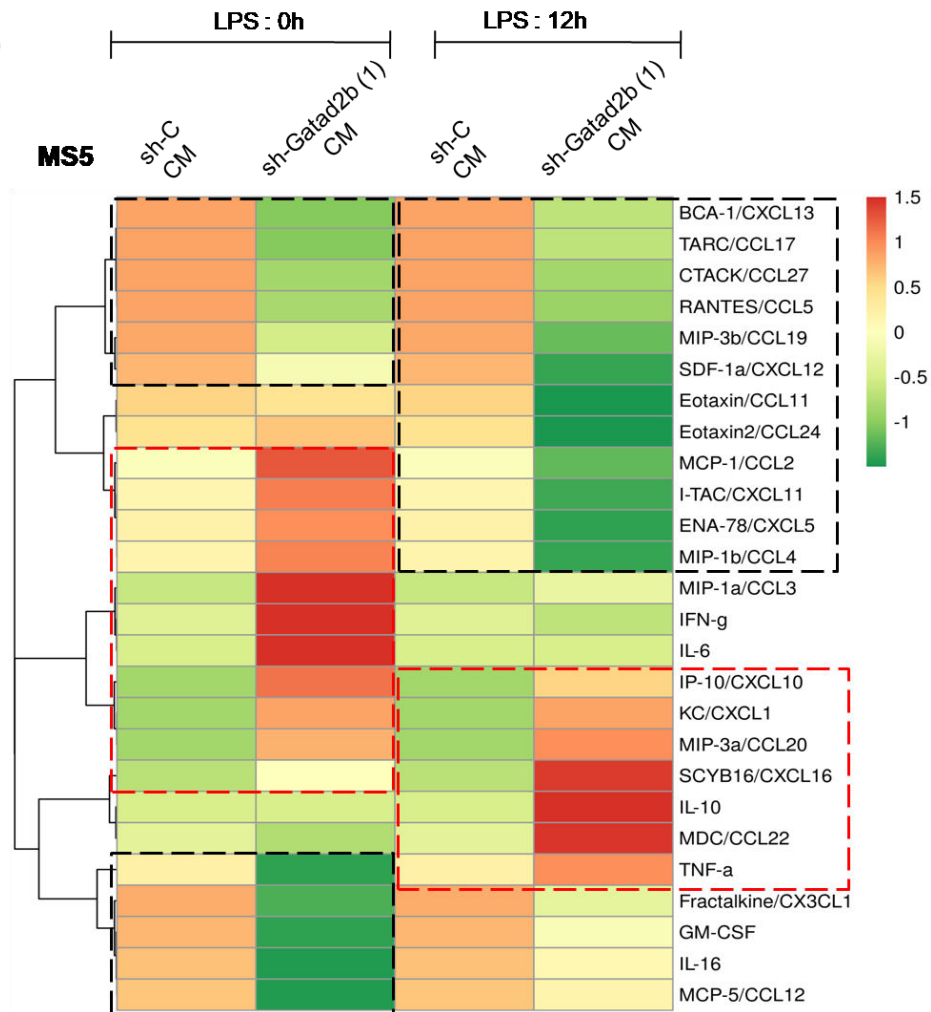 LPS : 0h
LPS : 12h
MS5
sh-C
CM
sh-Gatad2b (1)
CM
sh-C
CM
sh-Gatad2b (1)
CM
BCA-1/CXCL13
TARC/CCL17
CTACK/CCL27
RANTES/CCL5
MIP-3b/CCL19
SDF-1a/CXCL12
Eotaxin/CCL11
Eotaxin2/CCL24
MCP-1/CCL2
I-TAC/CXCL11
ENA-78/CXCL5
MIP-1b/CCL4
MIP-1a/CCL3
IFN-g
IL-6
IP-10/CXCL10
KC/CXCL1
MIP-3a/CCL20
SCYB16/CXCL16
IL-10
MDC/CCL22
TNF-a
Fractalkine/CX3CL1
GM-CSF
IL-16
MCP-5/CCL12
1.5
1
0.5
0
-0.5
-1